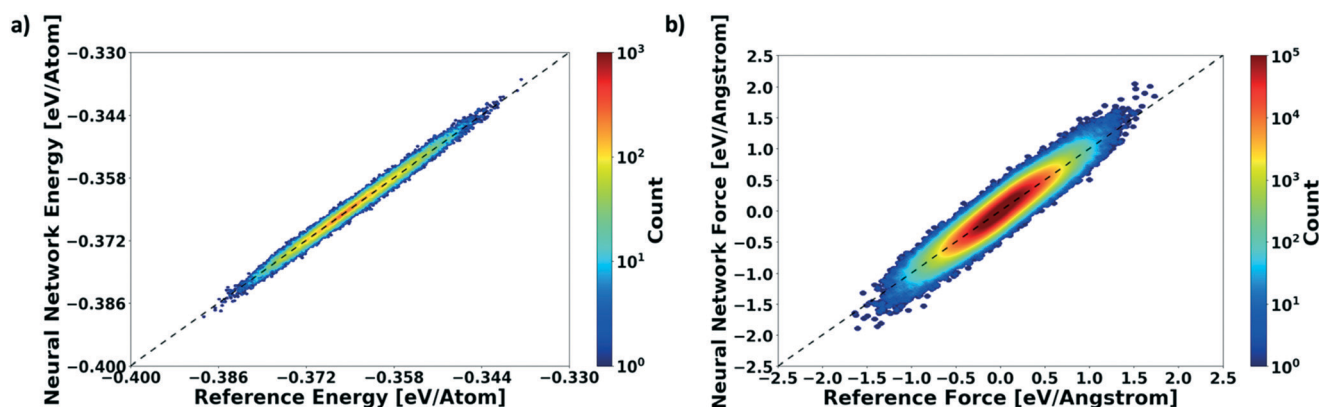 a)
Neural Network Energy [eV/Atom]
−0.330
−0.344
−0.358
−0.372
−0.386
−0.400
−0.400 −0.386 −0.372 −0.358 −0.344 −0.330
Reference Energy [eV/Atom]
10³
10²
10¹
10⁰
Count
b)
Neural Network Force [eV/Angstrom]
2.5
2.0
1.5
1.0
0.5
0.0
−0.5
−1.0
−1.5
−2.0
−2.5
−2.5 −2.0 −1.5 −1.0 −0.5 0.0 0.5 1.0 1.5 2.0 2.5
Reference Force [eV/Angstrom]
10⁵
10⁴
10³
10²
10¹
10⁰
Count